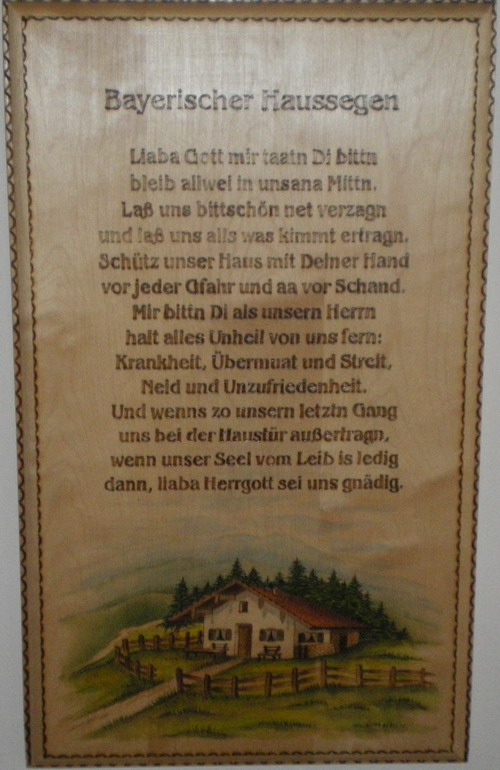 Bayerischer Haussegen
Liaba Gott mir taatn Di bittn
bleib allwei in unsana Mittn.
Laß uns bittschön net verzagn
und laß uns alls was kimmt ertragn.
Schütz unser Haus mit Deiner Hand
vor jeder Gfahr und aa vor Schand.
Mir bittn Di als unsern Herrn
halt alles Unheil von uns fern:
Krankheit, Übermuat und Streit,
Neid und Unzufriedenheit.
Und wenns zo unsern letztn Gang
uns bei der Haustür außertragn,
wenn unser Seel vom Leib is ledig
dann, liaba Herrgott sei uns gnädig.